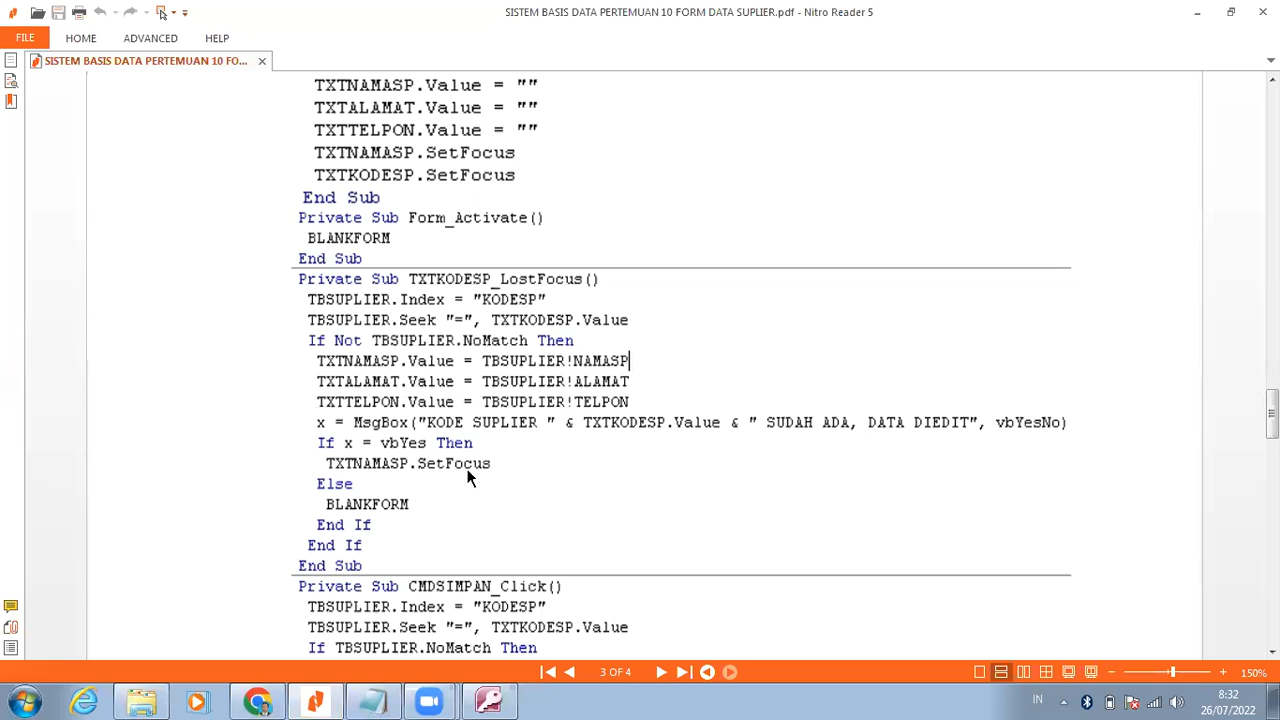 SISTEM BASIS DATA PERTEMUAN 10 FORM DATA SUPLIER.pdf - Nitro Reader 5
FILE HOME ADVANCED HELP
SISTEM BASIS DATA PERTEMUAN 10 FO...
TXTNAMASP.Value = ""
TXTALAMAT.Value = ""
TXTTELPON.Value = ""
TXTNAMASP.SetFocus
TXTKODESP.SetFocus
End Sub
Private Sub Form_Activate()
BLANKFORM
End Sub
Private Sub TXTKODESP_LostFocus()
TBSUPLIER.Index = "KODESP"
TBSUPLIER.Seek "=", TXTKODESP.Value
If Not TBSUPLIER.NoMatch Then
TXTNAMASP.Value = TBSUPLIER!NAMASP
TXTALAMAT.Value = TBSUPLIER!ALAMAT
TXTTELPON.Value = TBSUPLIER!TELPON
x = MsgBox("KODE SUPLIER " & TXTKODESP.Value & " SUDAH ADA, DATA DIEDIT", vbYesNo)
If x = vbYes Then
TXTNAMASP.SetFocus
Else
BLANKFORM
End If
End If
End Sub
Private Sub CMDSIMPAN_Click()
TBSUPLIER.Index = "KODESP"
TBSUPLIER.Seek "=", TXTKODESP.Value
If TBSUPLIER.NoMatch Then
3 OF 4
150%
IN
8:32
26/07/2022